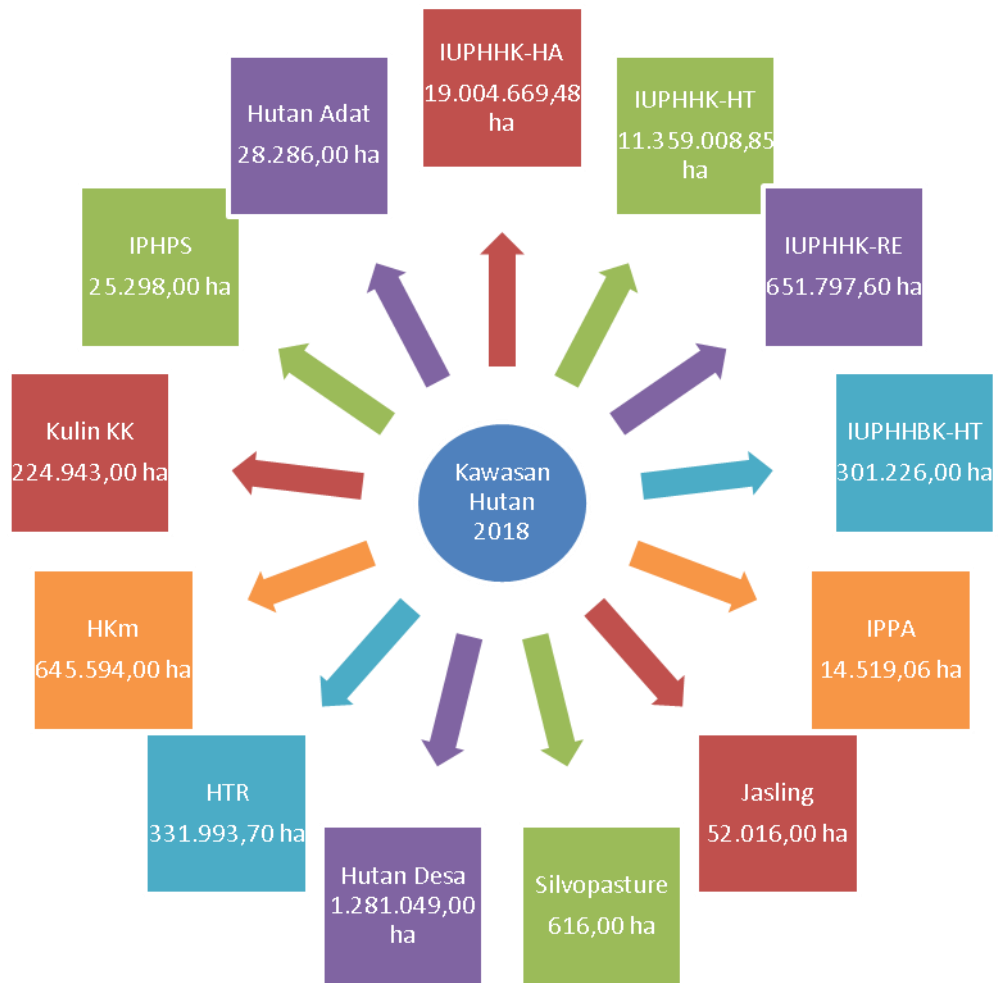 IUPHHK-HA
19.004.669,48
ha
IUPHHK-HT
11.359.008,85
ha
IUPHHK-RE
651.797,60 ha
IUPHHBK-HT
301.226,00 ha
IPPA
14.519,06 ha
Jasling
52.016,00 ha
Silvopasture
616,00 ha
Hutan Desa
1.281.049,00
ha
HTR
331.993,70 ha
HKm
645.594,00 ha
Kulin KK
224.943,00 ha
IPHPS
25.298,00 ha
Hutan Adat
28.286,00 ha
Kawasan
Hutan
2018